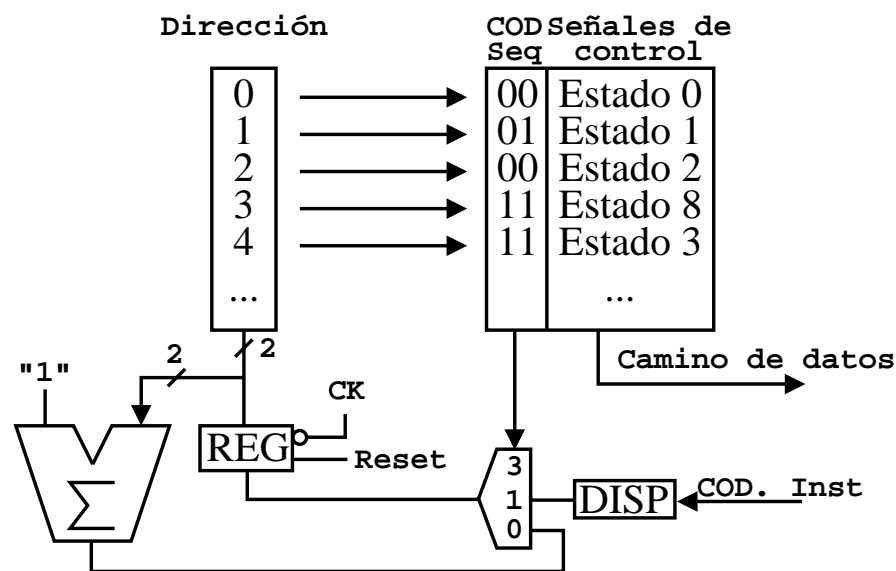 Dirección
COD Señales de
Seq control
0 00 Estado 0
1 01 Estado 1
2 00 Estado 2
3 11 Estado 8
4 11 Estado 3
... ...
2
2
"1"
Camino de datos
CK
REG
Reset
Σ
3
1
0
DISP
COD. Inst